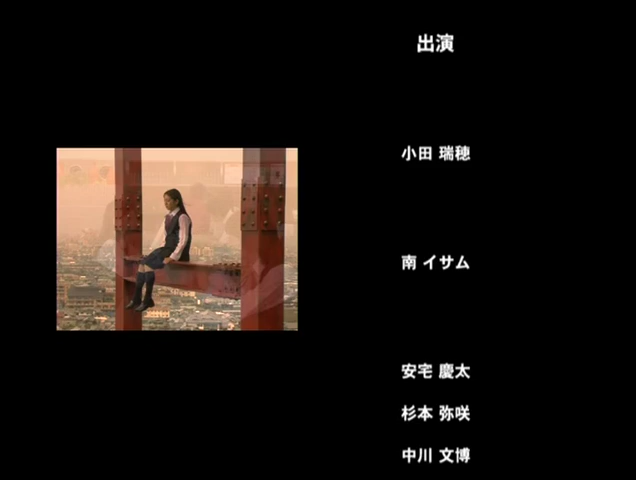 出演
小田 瑞穂
南 イサム
安宅 慶太
杉本 弥咲
中川 文博